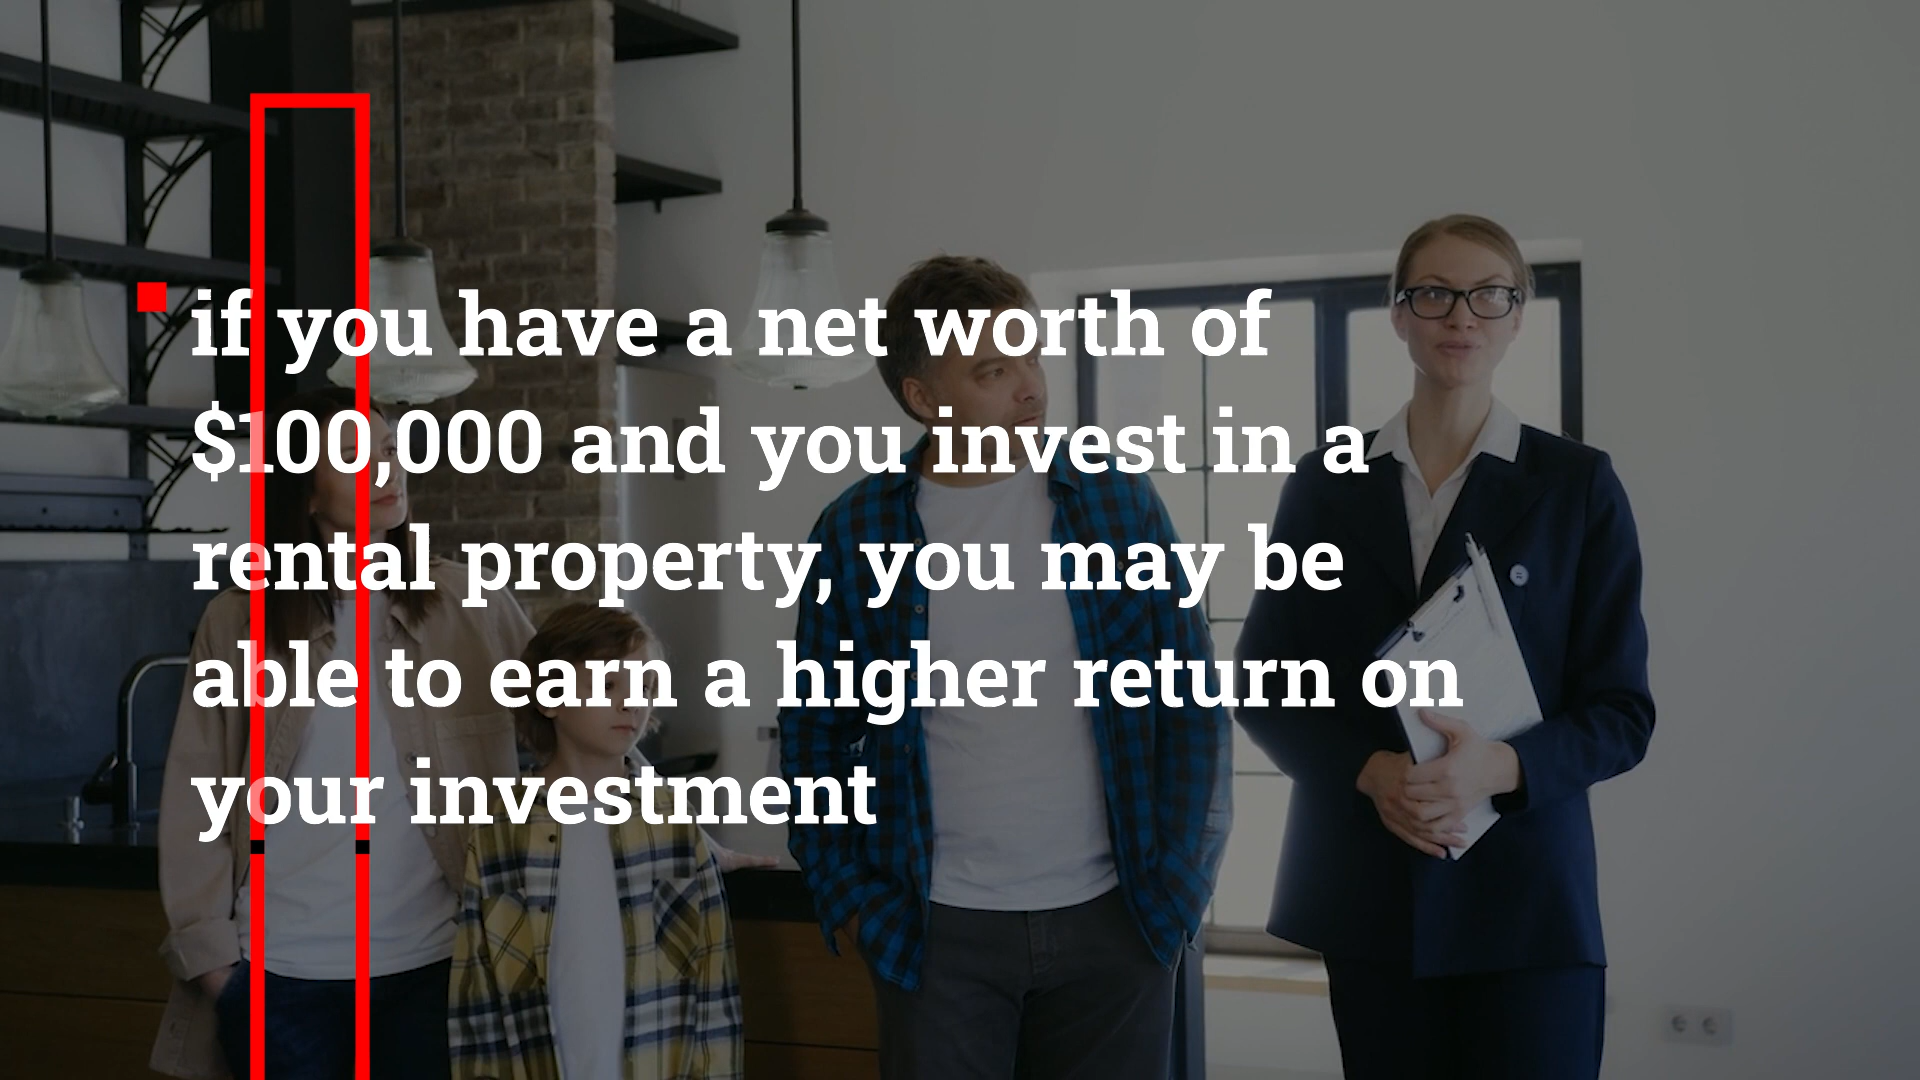 if you have a net worth of
$100,000 and you invest in a
rental property, you may be
able to earn a higher return on
your investment